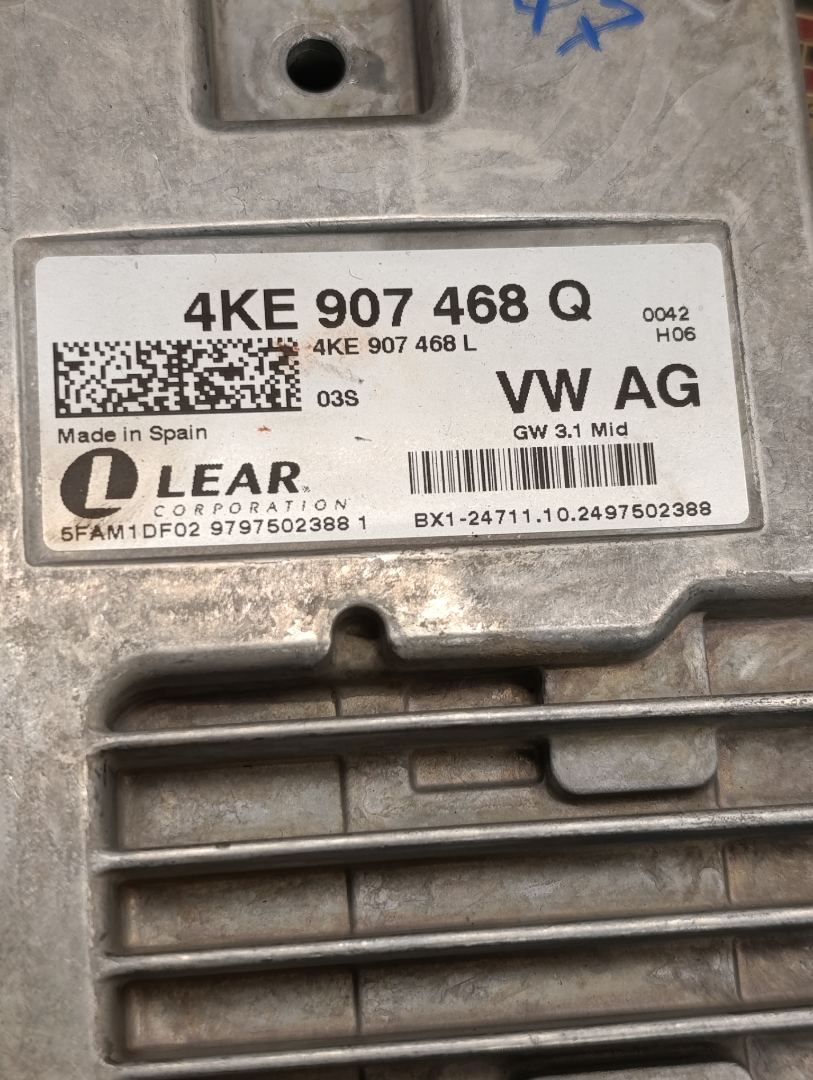 4KE 907 468 Q
0042
H06
4KE 907 468 L
03S
VW AG
Made in Spain
GW 3.1 Mid
LEAR
CORPORATION
5FAM1DF02 9797502388 1
BX1-24711.10.2497502388